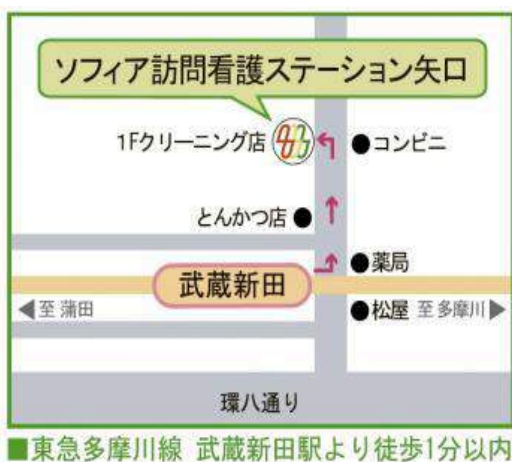 ソフィア訪問看護ステーション矢口
1Fクリーニング店
●コンビニ
とんかつ店●
●薬局
武蔵新田
◀至 蒲田
●松屋 至 多摩川▶
環八通り
■東急多摩川線 武蔵新田駅より徒歩1分以内